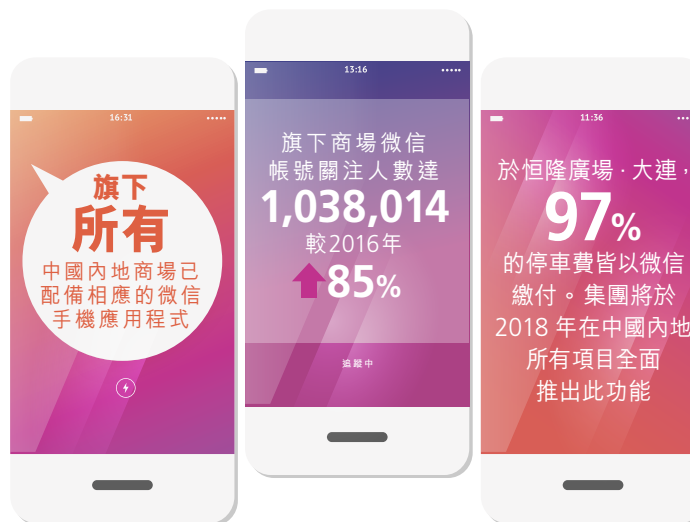 16:31
旗下
所有
中國內地商場已
配備相應的微信
手機應用程式
13:16
旗下商場微信
帳號關注人數達
1,038,014
較2016年
85%
追蹤中
11:36
於恒隆廣場·大連，
97%
的停車費皆以微信
繳付。集團將於
2018 年在中國內地
所有項目全面
推出此功能